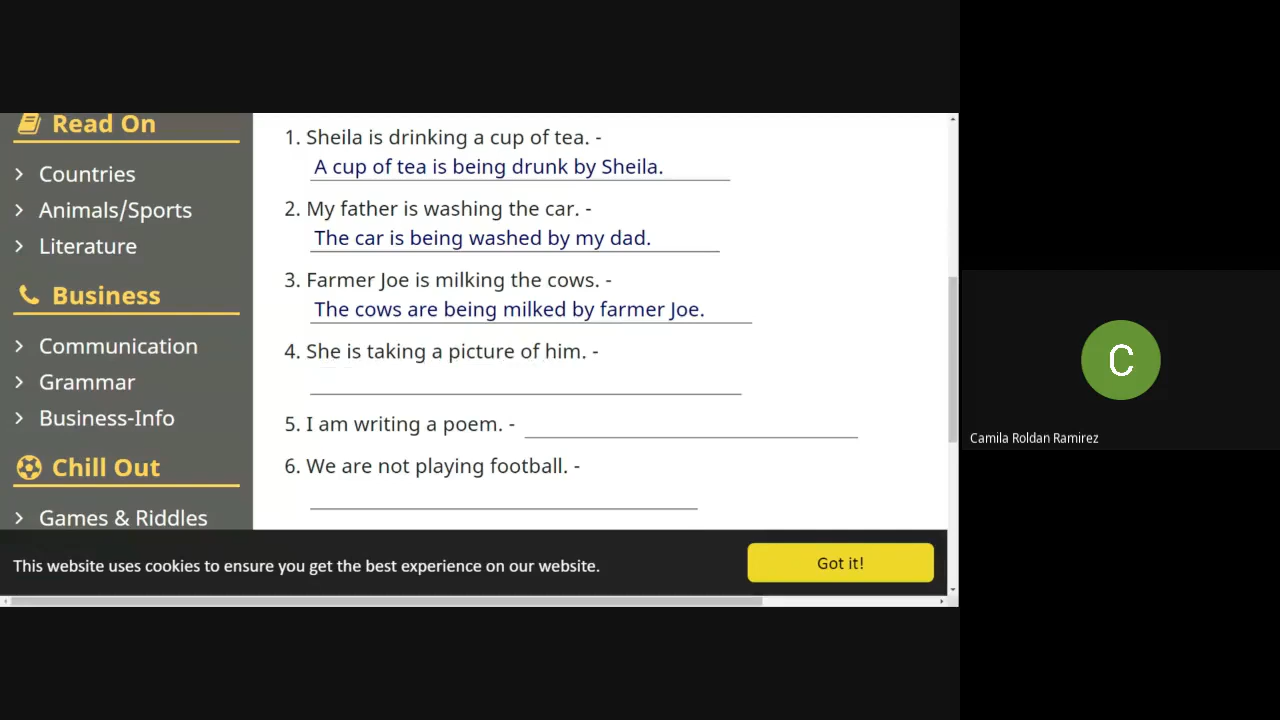 Read On
Countries
Animals/Sports
Literature
Business
Communication
Grammar
Business-Info
Chill Out
Games & Riddles
1. Sheila is drinking a cup of tea. -
A cup of tea is being drunk by Sheila.
2. My father is washing the car. -
The car is being washed by my dad.
3. Farmer Joe is milking the cows. -
The cows are being milked by farmer Joe.
4. She is taking a picture of him. -
5. I am writing a poem. -
6. We are not playing football. -
This website uses cookies to ensure you get the best experience on our website.
Got it!
C
Camila Roldan Ramirez